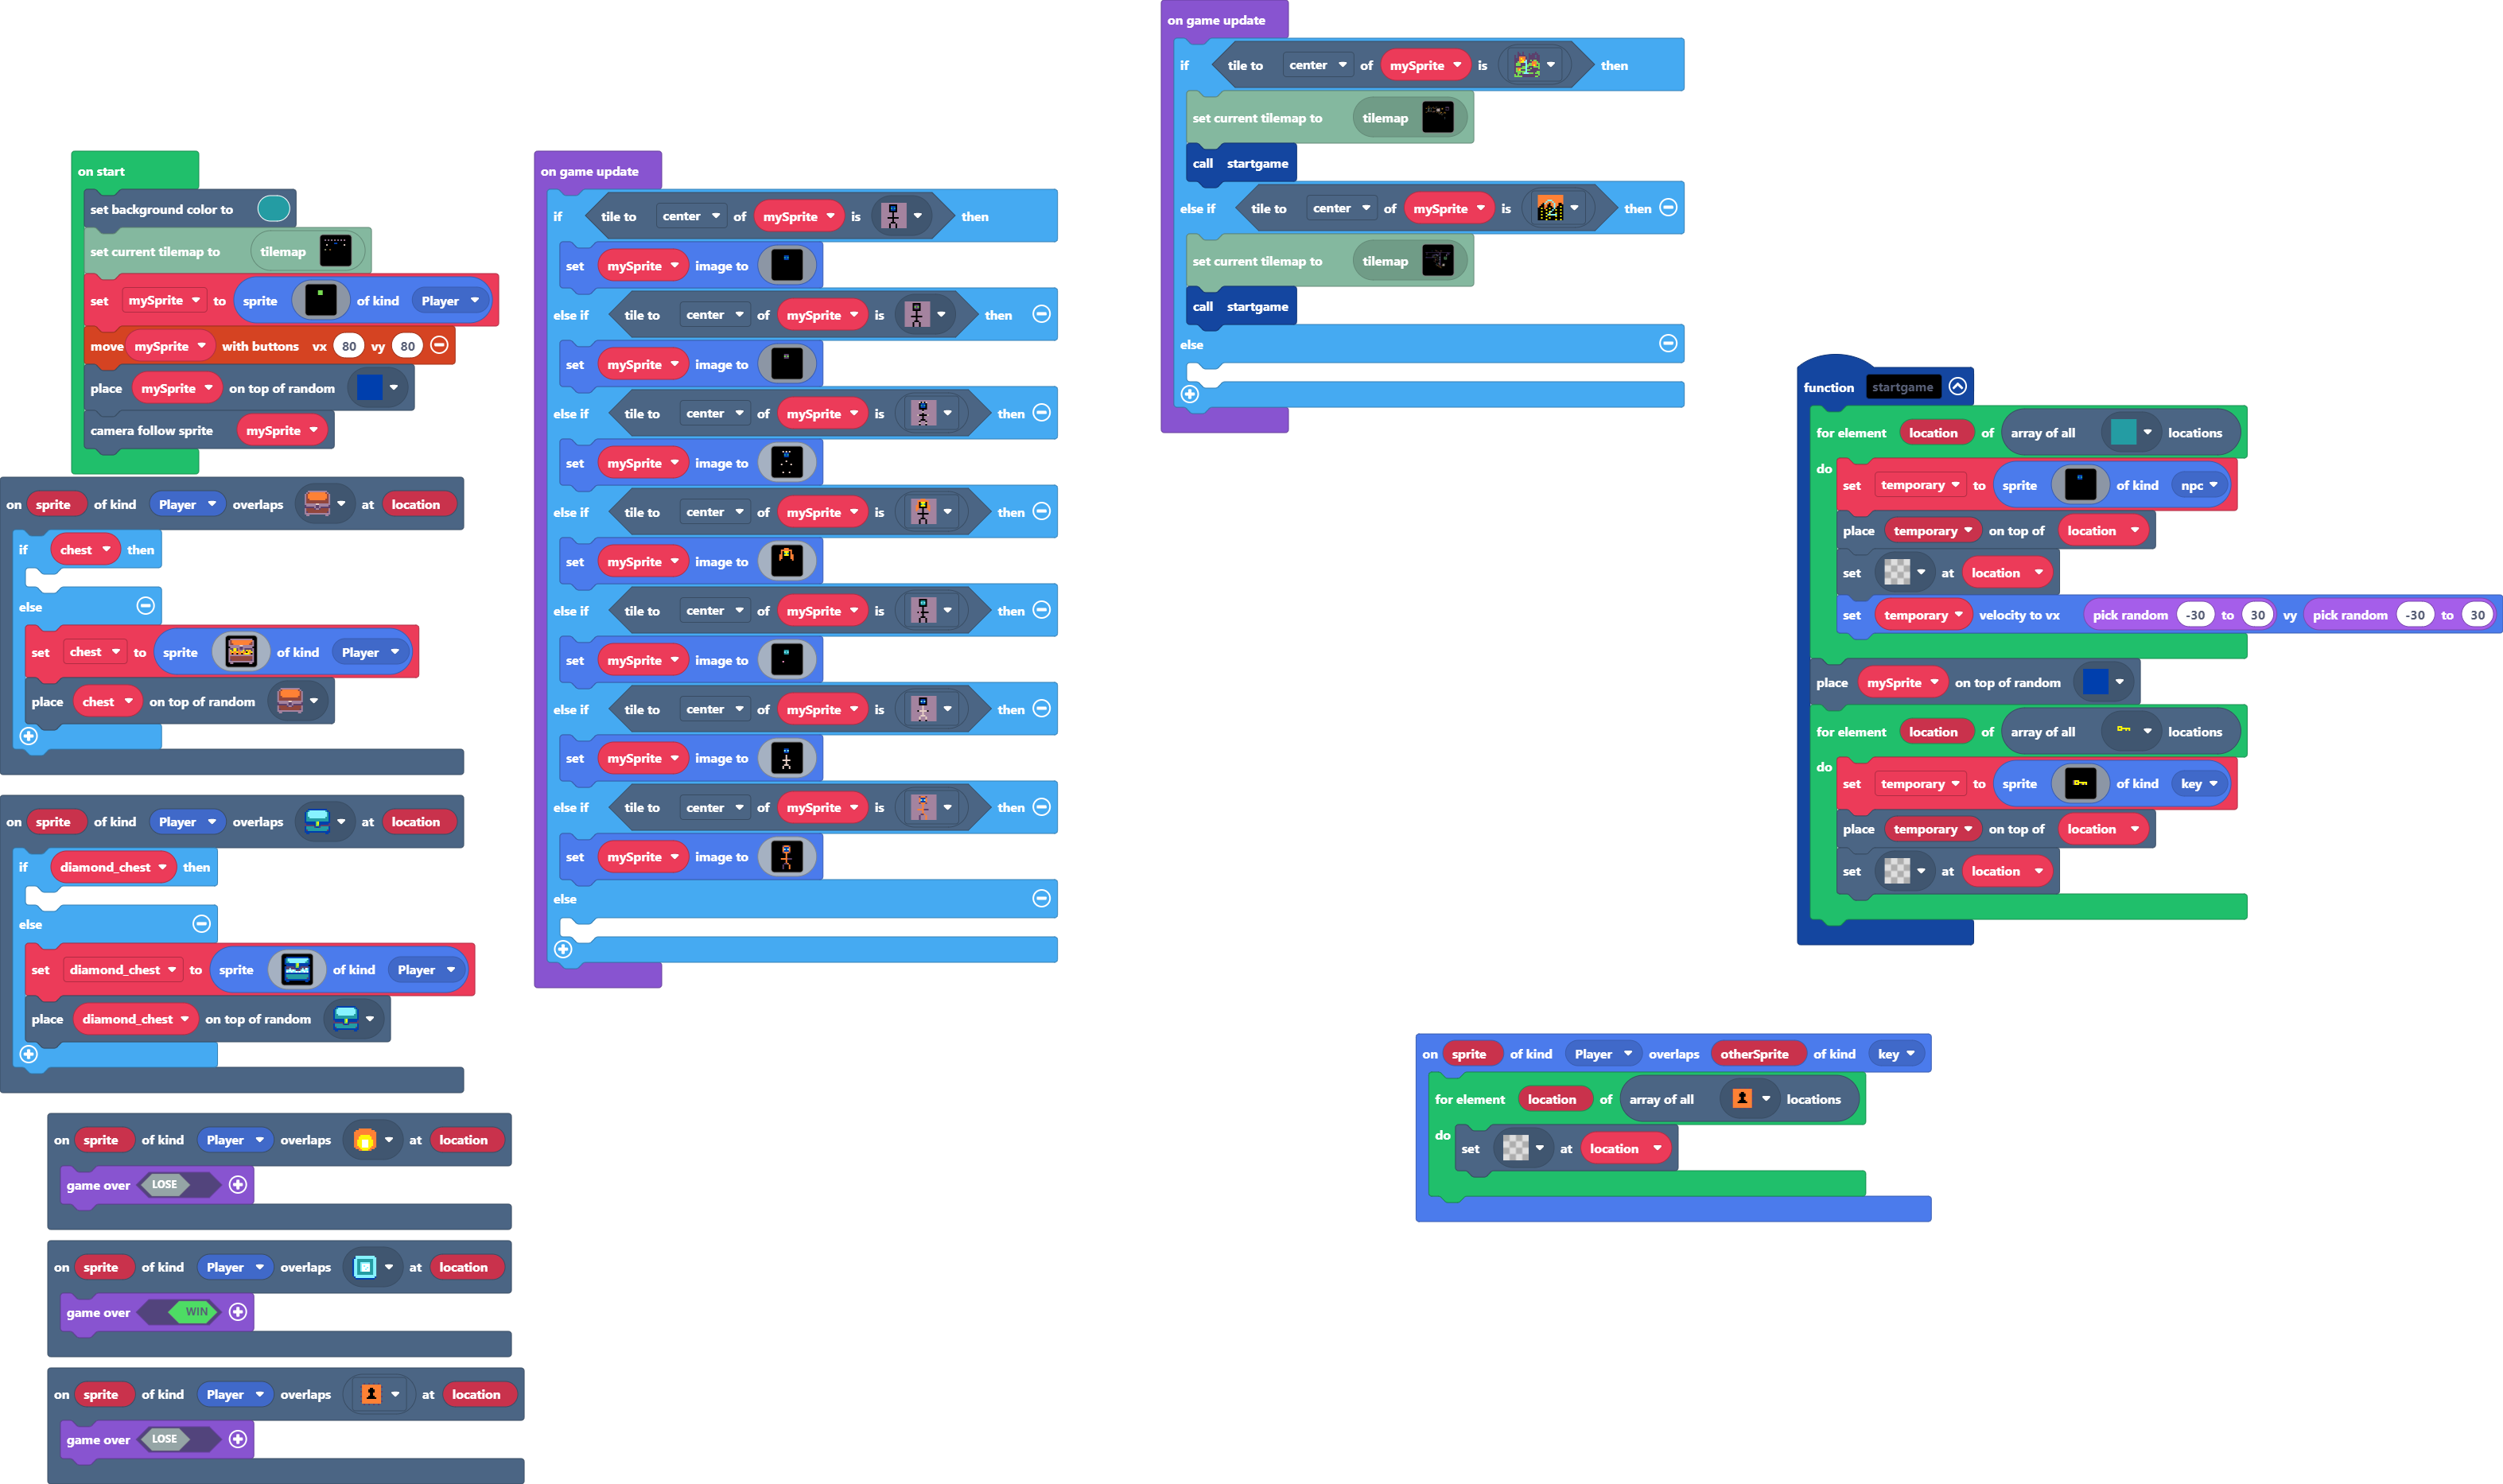 on start
set background color to
set current tilemap to tilemap
set mySprite to sprite of kind Player
move mySprite with buttons vx 80 vy 80
place mySprite on top of random
camera follow sprite mySprite
on sprite of kind Player overlaps at location
if chest then
else
set chest to sprite of kind Player
place chest on top of random
on sprite of kind Player overlaps at location
if diamond_chest then
else
set diamond_chest to sprite of kind Player
place diamond_chest on top of random
on sprite of kind Player overlaps at location
game over LOSE
on sprite of kind Player overlaps at location
game over WIN
on sprite of kind Player overlaps at location
game over LOSE
on game update
if tile to center of mySprite is then
set mySprite image to
else if tile to center of mySprite is then
set mySprite image to
else if tile to center of mySprite is then
set mySprite image to
else if tile to center of mySprite is then
set mySprite image to
else if tile to center of mySprite is then
set mySprite image to
else if tile to center of mySprite is then
set mySprite image to
else if tile to center of mySprite is then
set mySprite image to
else
on game update
if tile to center of mySprite is then
set current tilemap to tilemap
call startgame
else if tile to center of mySprite is then
set current tilemap to tilemap
call startgame
else
function startgame
for element location of array of all locations
do
set temporary to sprite of kind npc
place temporary on top of location
set at location
set temporary velocity to vx pick random -30 to 30 vy pick random -30 to 30
place mySprite on top of random
for element location of array of all locations
do
set temporary to sprite of kind key
place temporary on top of location
set at location
on sprite of kind Player overlaps otherSprite of kind key
for element location of array of all locations
do
set at location